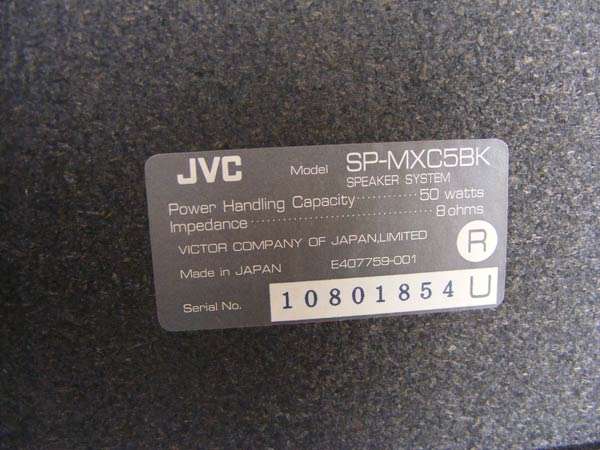 JVC Model SP-MXC5BK
SPEAKER SYSTEM
Power Handling Capacity 50 watts
Impedance 8 ohms
VICTOR COMPANY OF JAPAN,LIMITED
R
Made in JAPAN E407759-001
Serial No. 10801854 U